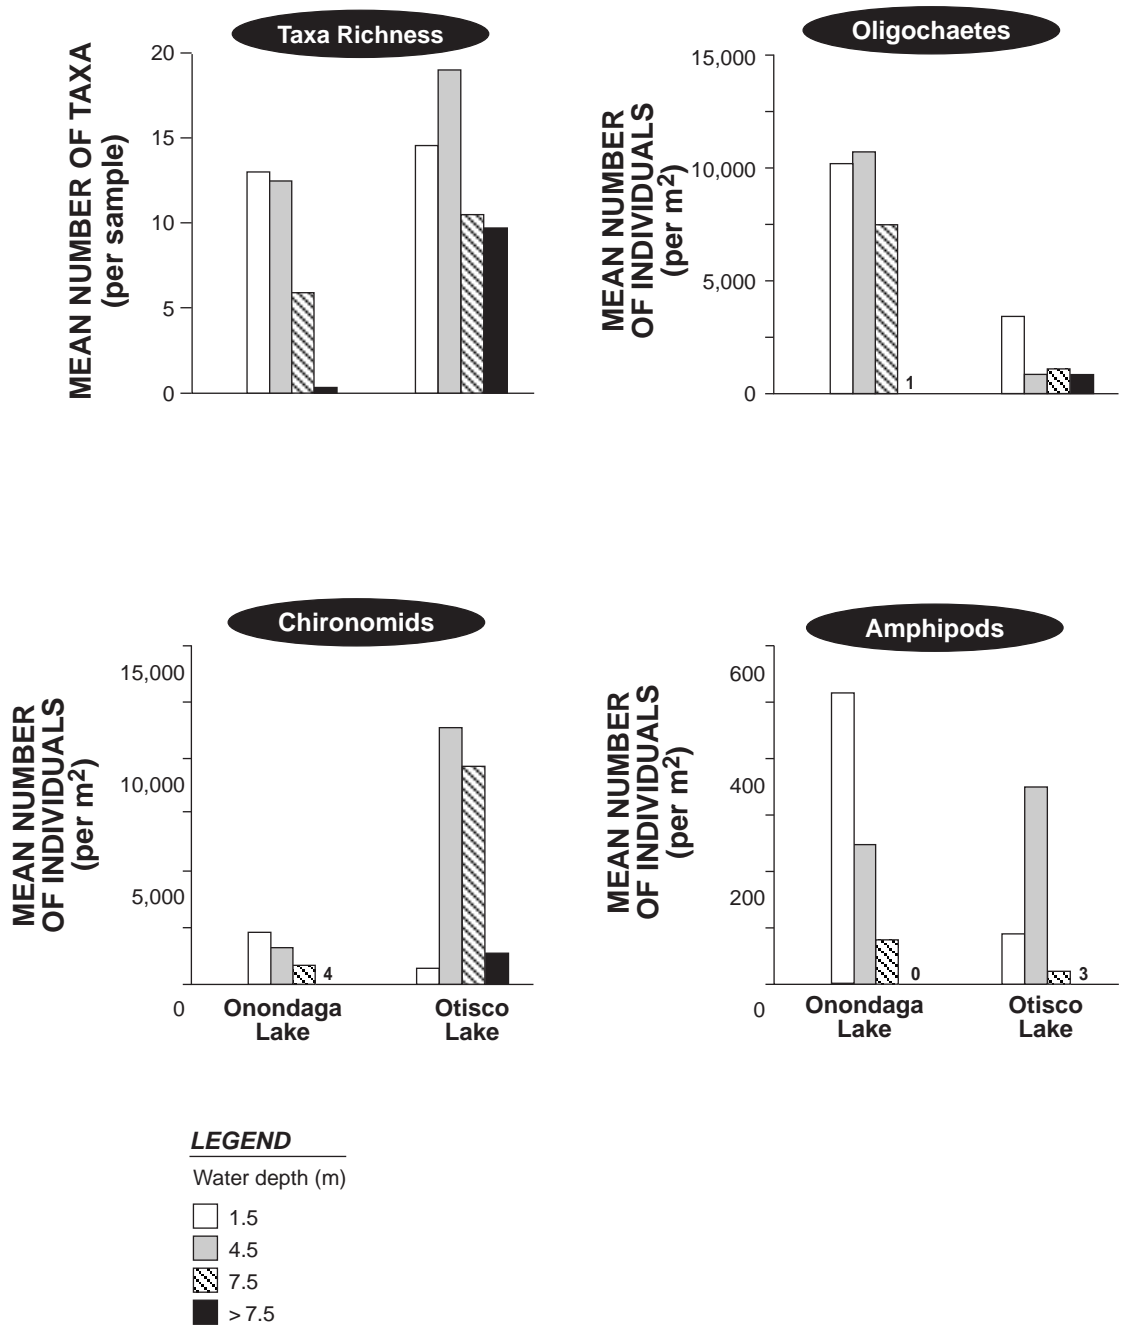 Taxa Richness
MEAN NUMBER OF TAXA
(per sample)
20
15
10
5
0
Oligochaetes
MEAN NUMBER
OF INDIVIDUALS
(per m²)
15,000
10,000
5,000
0
1
Chironomids
MEAN NUMBER
OF INDIVIDUALS
(per m²)
15,000
10,000
5,000
0
4
Onondaga
Lake
Otisco
Lake
Amphipods
MEAN NUMBER
OF INDIVIDUALS
(per m²)
600
400
200
0
0
3
Onondaga
Lake
Otisco
Lake
LEGEND
Water depth (m)
1.5
4.5
7.5
> 7.5